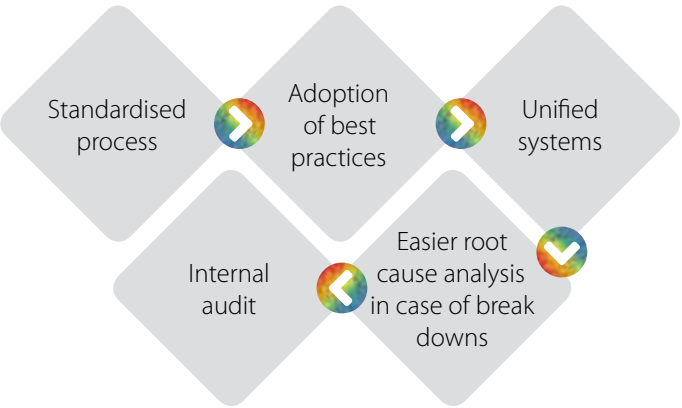 Standardised
process
Adoption
of best
practices
Unified
systems
Easier root
cause analysis
in case of break
downs
Internal
audit